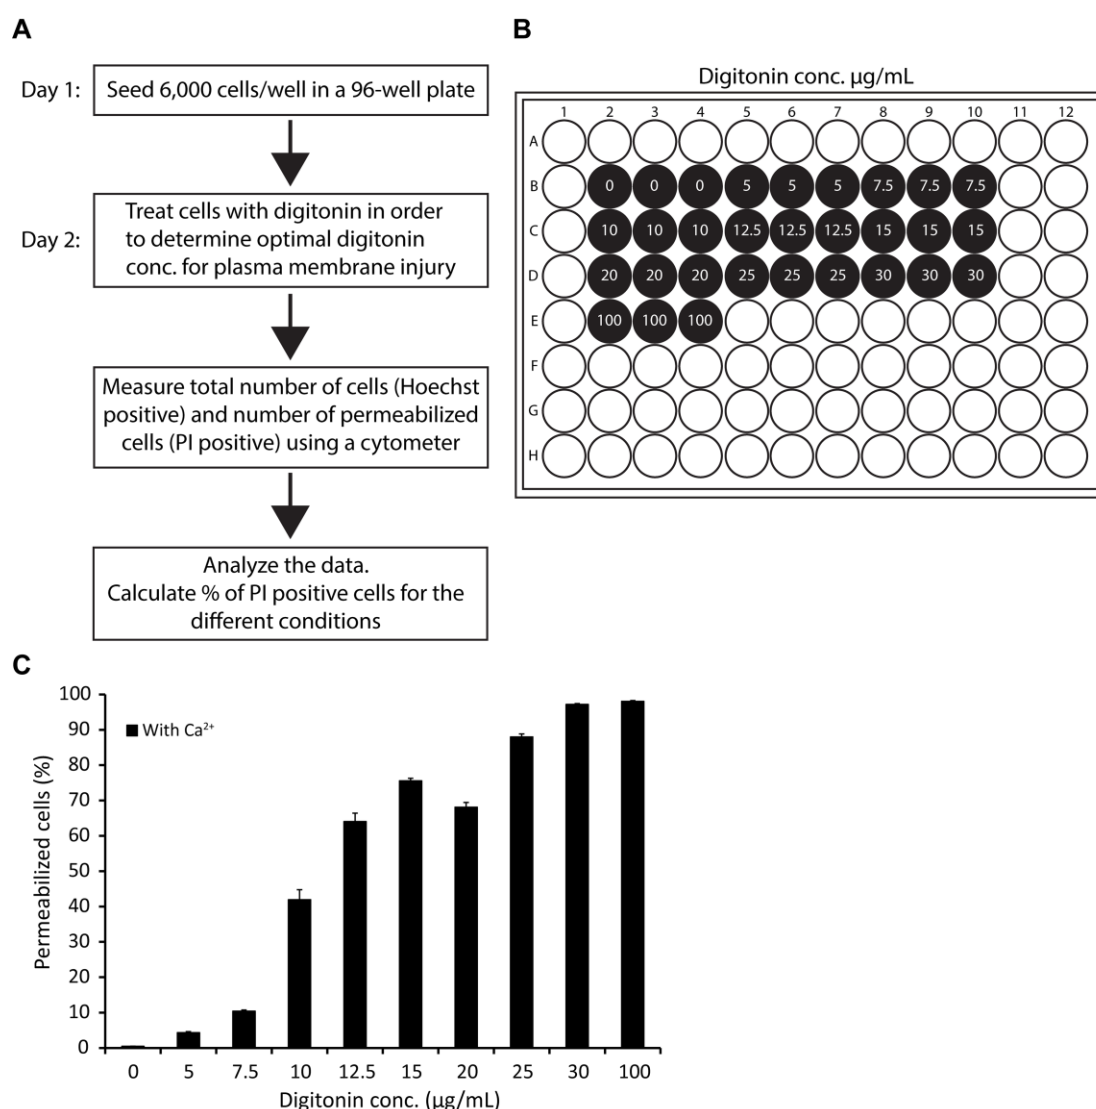 A
Day 1:
Seed 6,000 cells/well in a 96-well plate
Day 2:
Treat cells with digitonin in order
to determine optimal digitonin
conc. for plasma membrane injury
Measure total number of cells (Hoechst
positive) and number of permeabilized
cells (PI positive) using a cytometer
Analyze the data.
Calculate % of PI positive cells for the
different conditions
B
Digitonin conc. µg/mL
1 2 3 4 5 6 7 8 9 10 11 12
A
B 0 0 0 5 5 5 7.5 7.5 7.5
C 10 10 10 12.5 12.5 12.5 15 15 15
D 20 20 20 25 25 25 30 30 30
E 100 100 100
F
G
H
C
Permeabilized cells (%)
100
90
80
70
60
50
40
30
20
10
0
With Ca²⁺
0 5 7.5 10 12.5 15 20 25 30 100
Digitonin conc. (µg/mL)